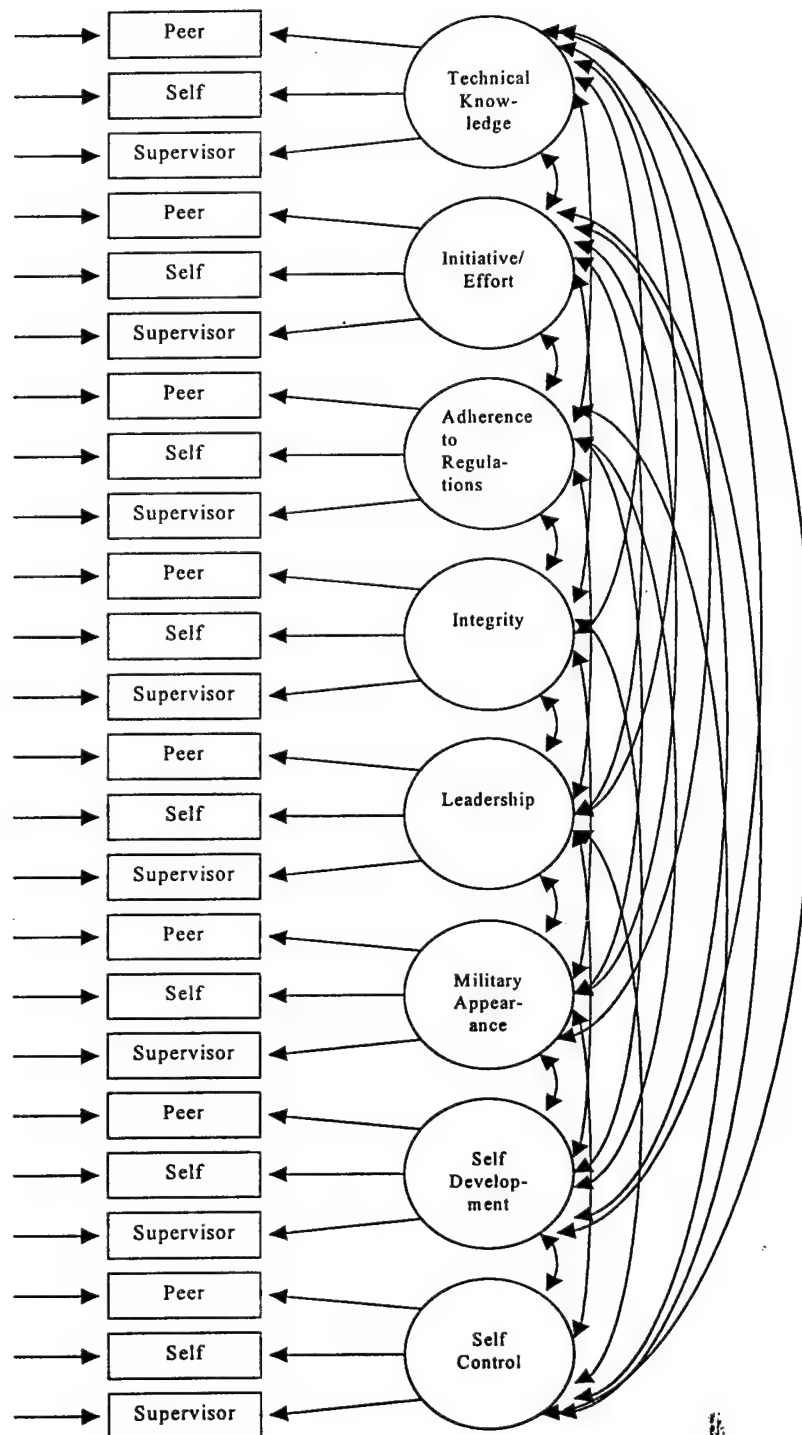 Peer
Self
Supervisor
Technical
Know-
ledge
Peer
Self
Supervisor
Initiative/
Effort
Peer
Self
Supervisor
Adherence
to
Regula-
tions
Peer
Self
Supervisor
Integrity
Peer
Self
Supervisor
Leadership
Peer
Self
Supervisor
Military
Appear-
ance
Peer
Self
Supervisor
Self
Develop-
ment
Peer
Self
Supervisor
Self
Control